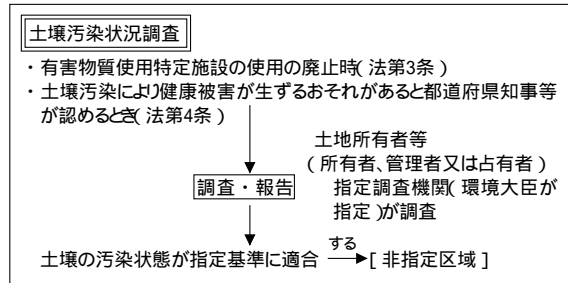 土壌汚染状況調査
・有害物質使用特定施設の使用の廃止時(法第3条)
・土壌汚染により健康被害が生ずるおそれがあると都道府県知事等
が認めるとき(法第4条)
土地所有者等
(所有者、管理者又は占有者)
調査・報告
指定調査機関(環境大臣が
指定)が調査
土壌の汚染状態が指定基準に適合 する [非指定区域]